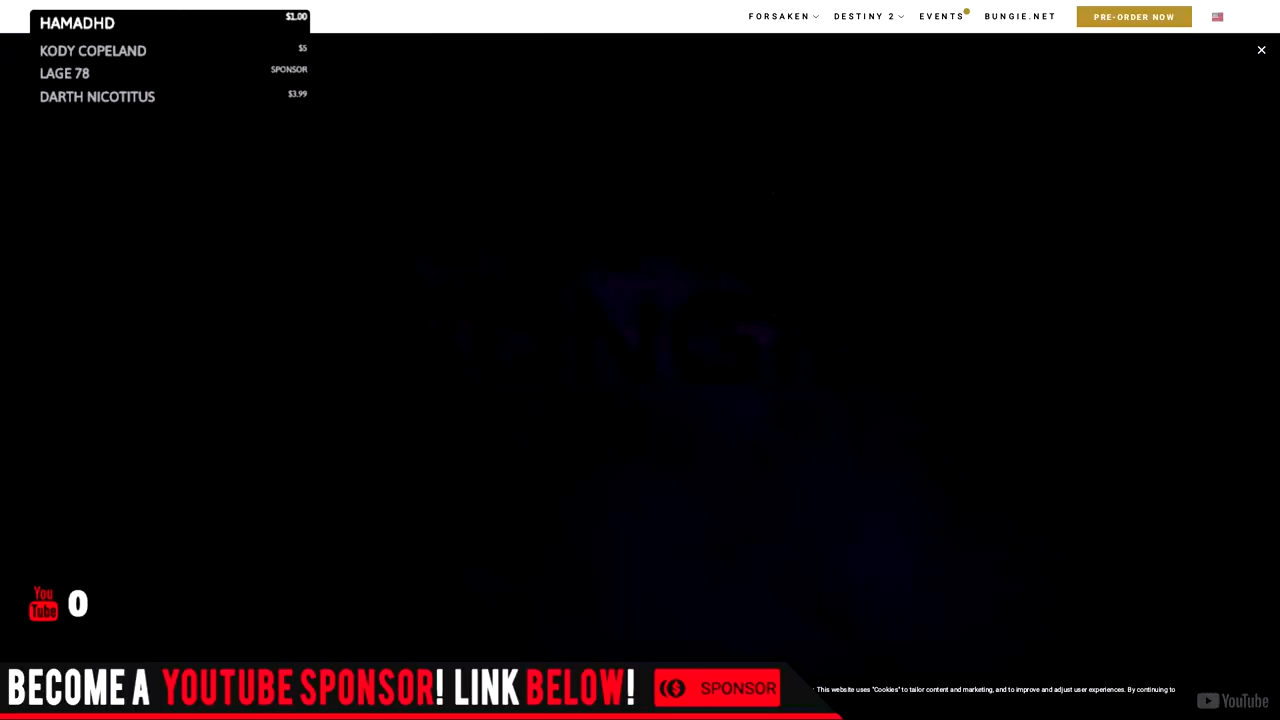 HAMADHD $1.00
KODY COPELAND $5
LAGE 78 SPONSOR
DARTH NICOTITUS $3.99
FORSAKEN DESTINY 2 EVENTS BUNGIE.NET PRE-ORDER NOW
You
Tube 0
BECOME A YOUTUBE SPONSOR! LINK BELOW! SPONSOR
This website uses "Cookies" to tailor content and marketing, and to improve and adjust user experiences. By continuing to
YouTube